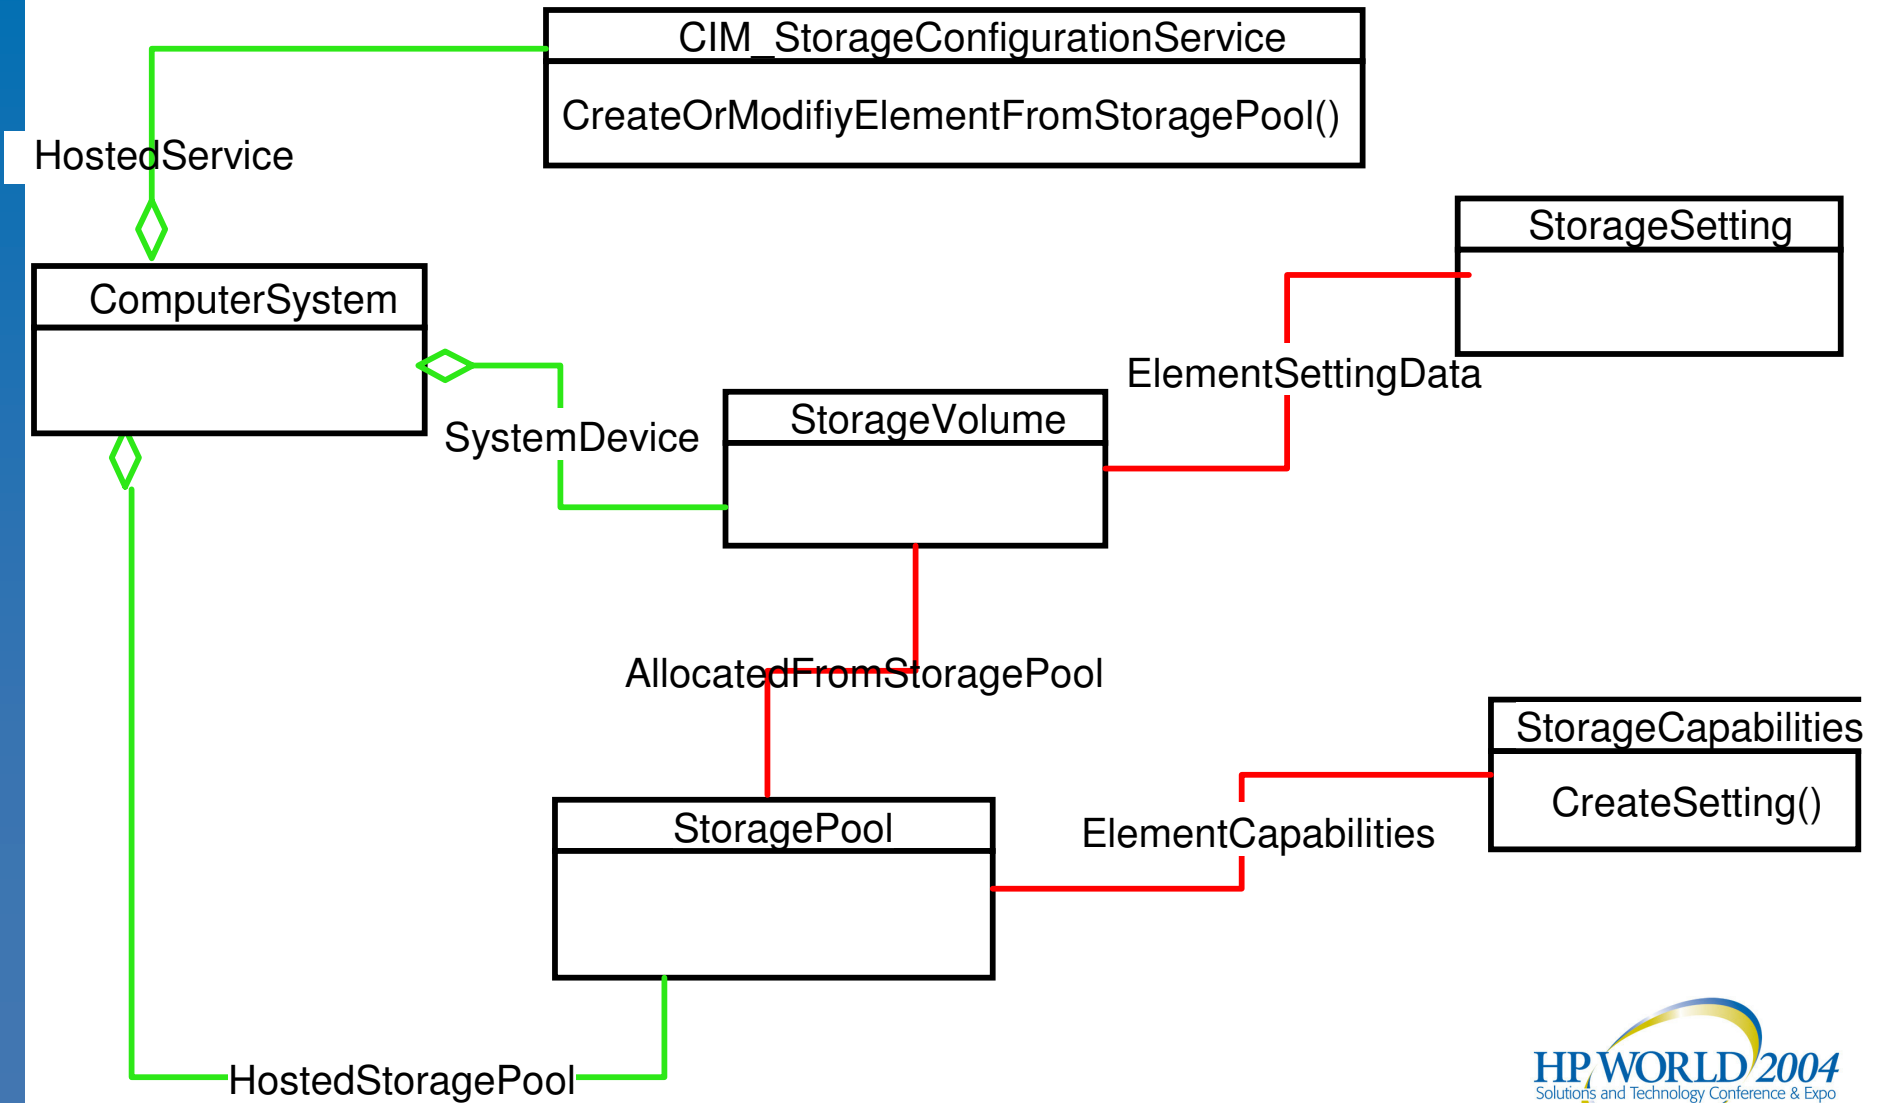 CIM_StorageConfigurationService
CreateOrModifiyElementFromStoragePool()
HostedService
StorageSetting
ComputerSystem
ElementSettingData
StorageVolume
SystemDevice
AllocatedFromStoragePool
StorageCapabilities
CreateSetting()
StoragePool
ElementCapabilities
HostedStoragePool
HP WORLD 2004
Solutions and Technology Conference & Expo